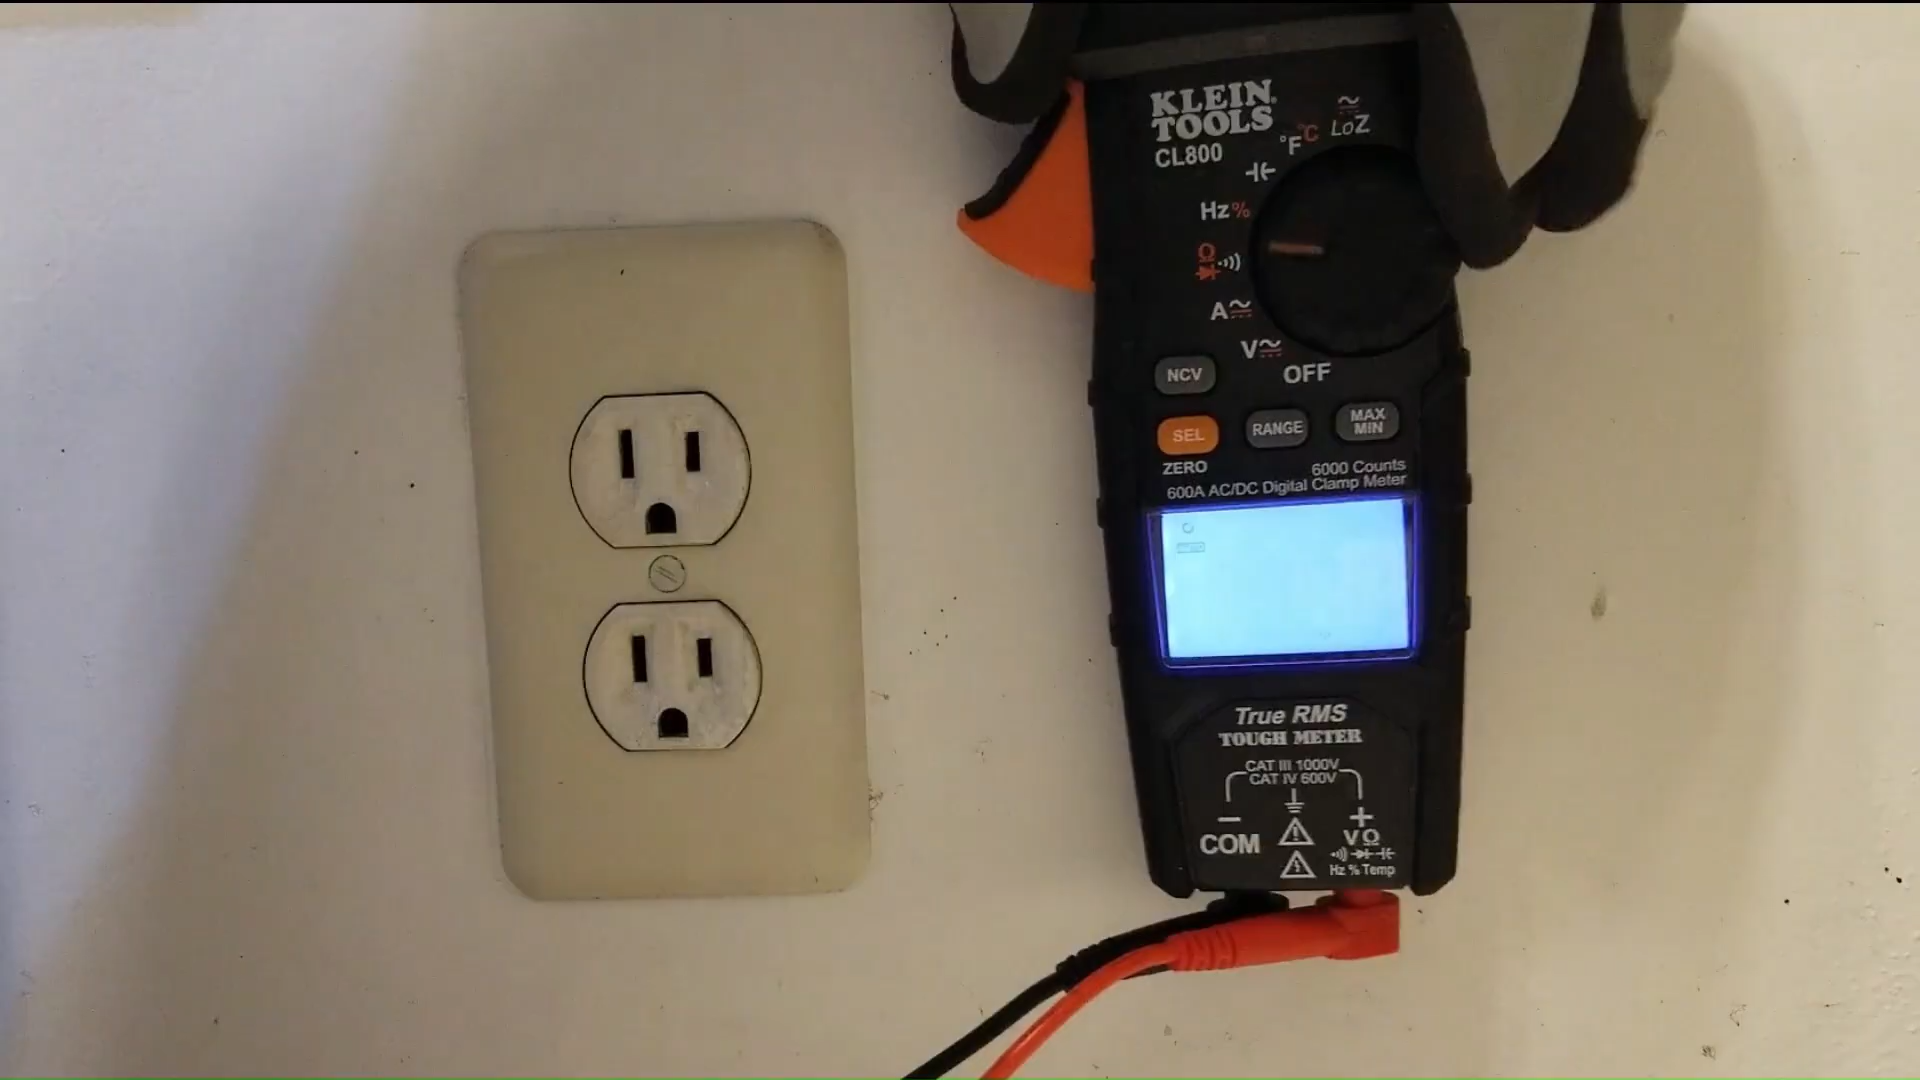 KLEIN
TOOLS
CL800
LoZ
°F°C
Hz%
Ω
A
V
OFF
NCV
SEL
RANGE
MAX
MIN
ZERO
6000 Counts
600A AC/DC Digital Clamp Meter
True RMS
TOUGH METER
CAT III 1000V
CAT IV 600V
− +
COM
VΩ
Hz % Temp